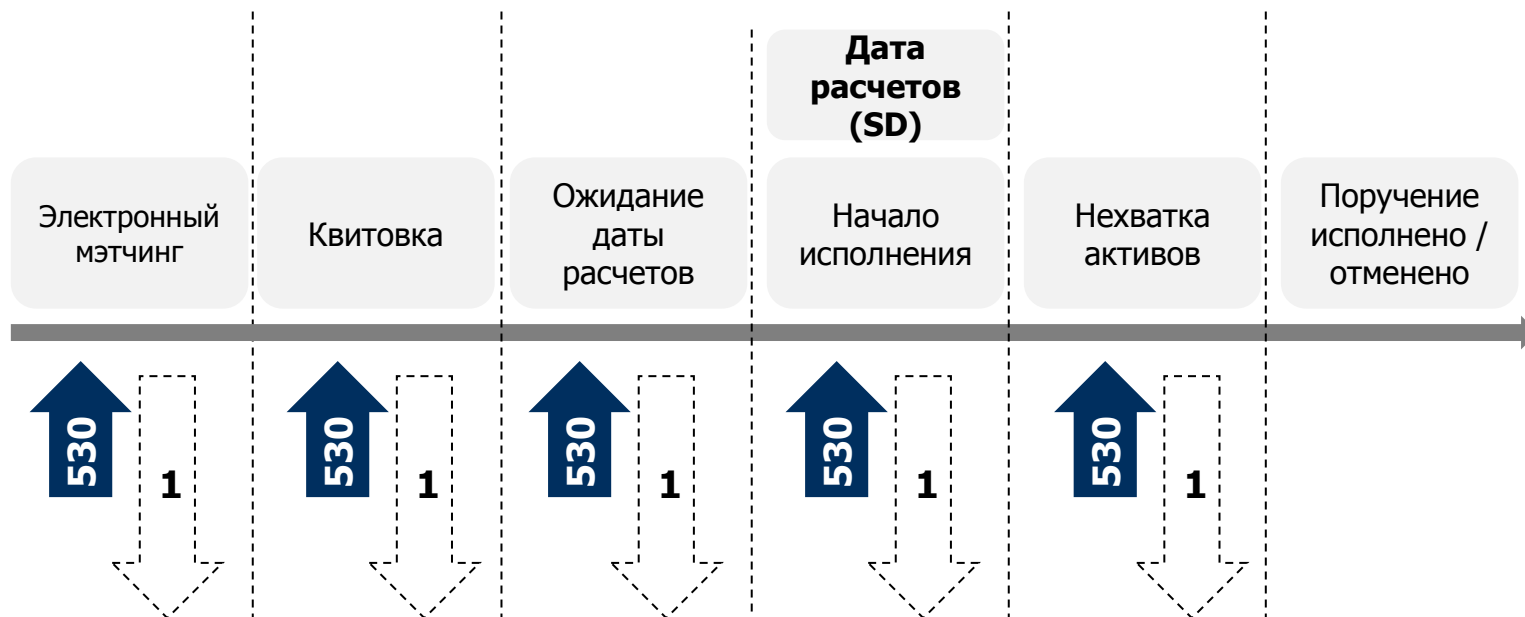 Дата
расчетов
(SD)
Электронный
мэтчинг
Квитовка
Ожидание
даты
расчетов
Начало
исполнения
Нехватка
активов
Поручение
исполнено /
отменено
530
1
530
1
530
1
530
1
530
1